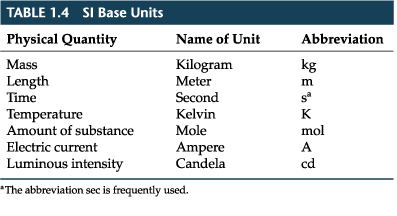 TABLE 1.4 SI Base Units
Physical Quantity Name of Unit Abbreviation
Mass Kilogram kg
Length Meter m
Time Second sᵃ
Temperature Kelvin K
Amount of substance Mole mol
Electric current Ampere A
Luminous intensity Candela cd
ᵃThe abbreviation sec is frequently used.